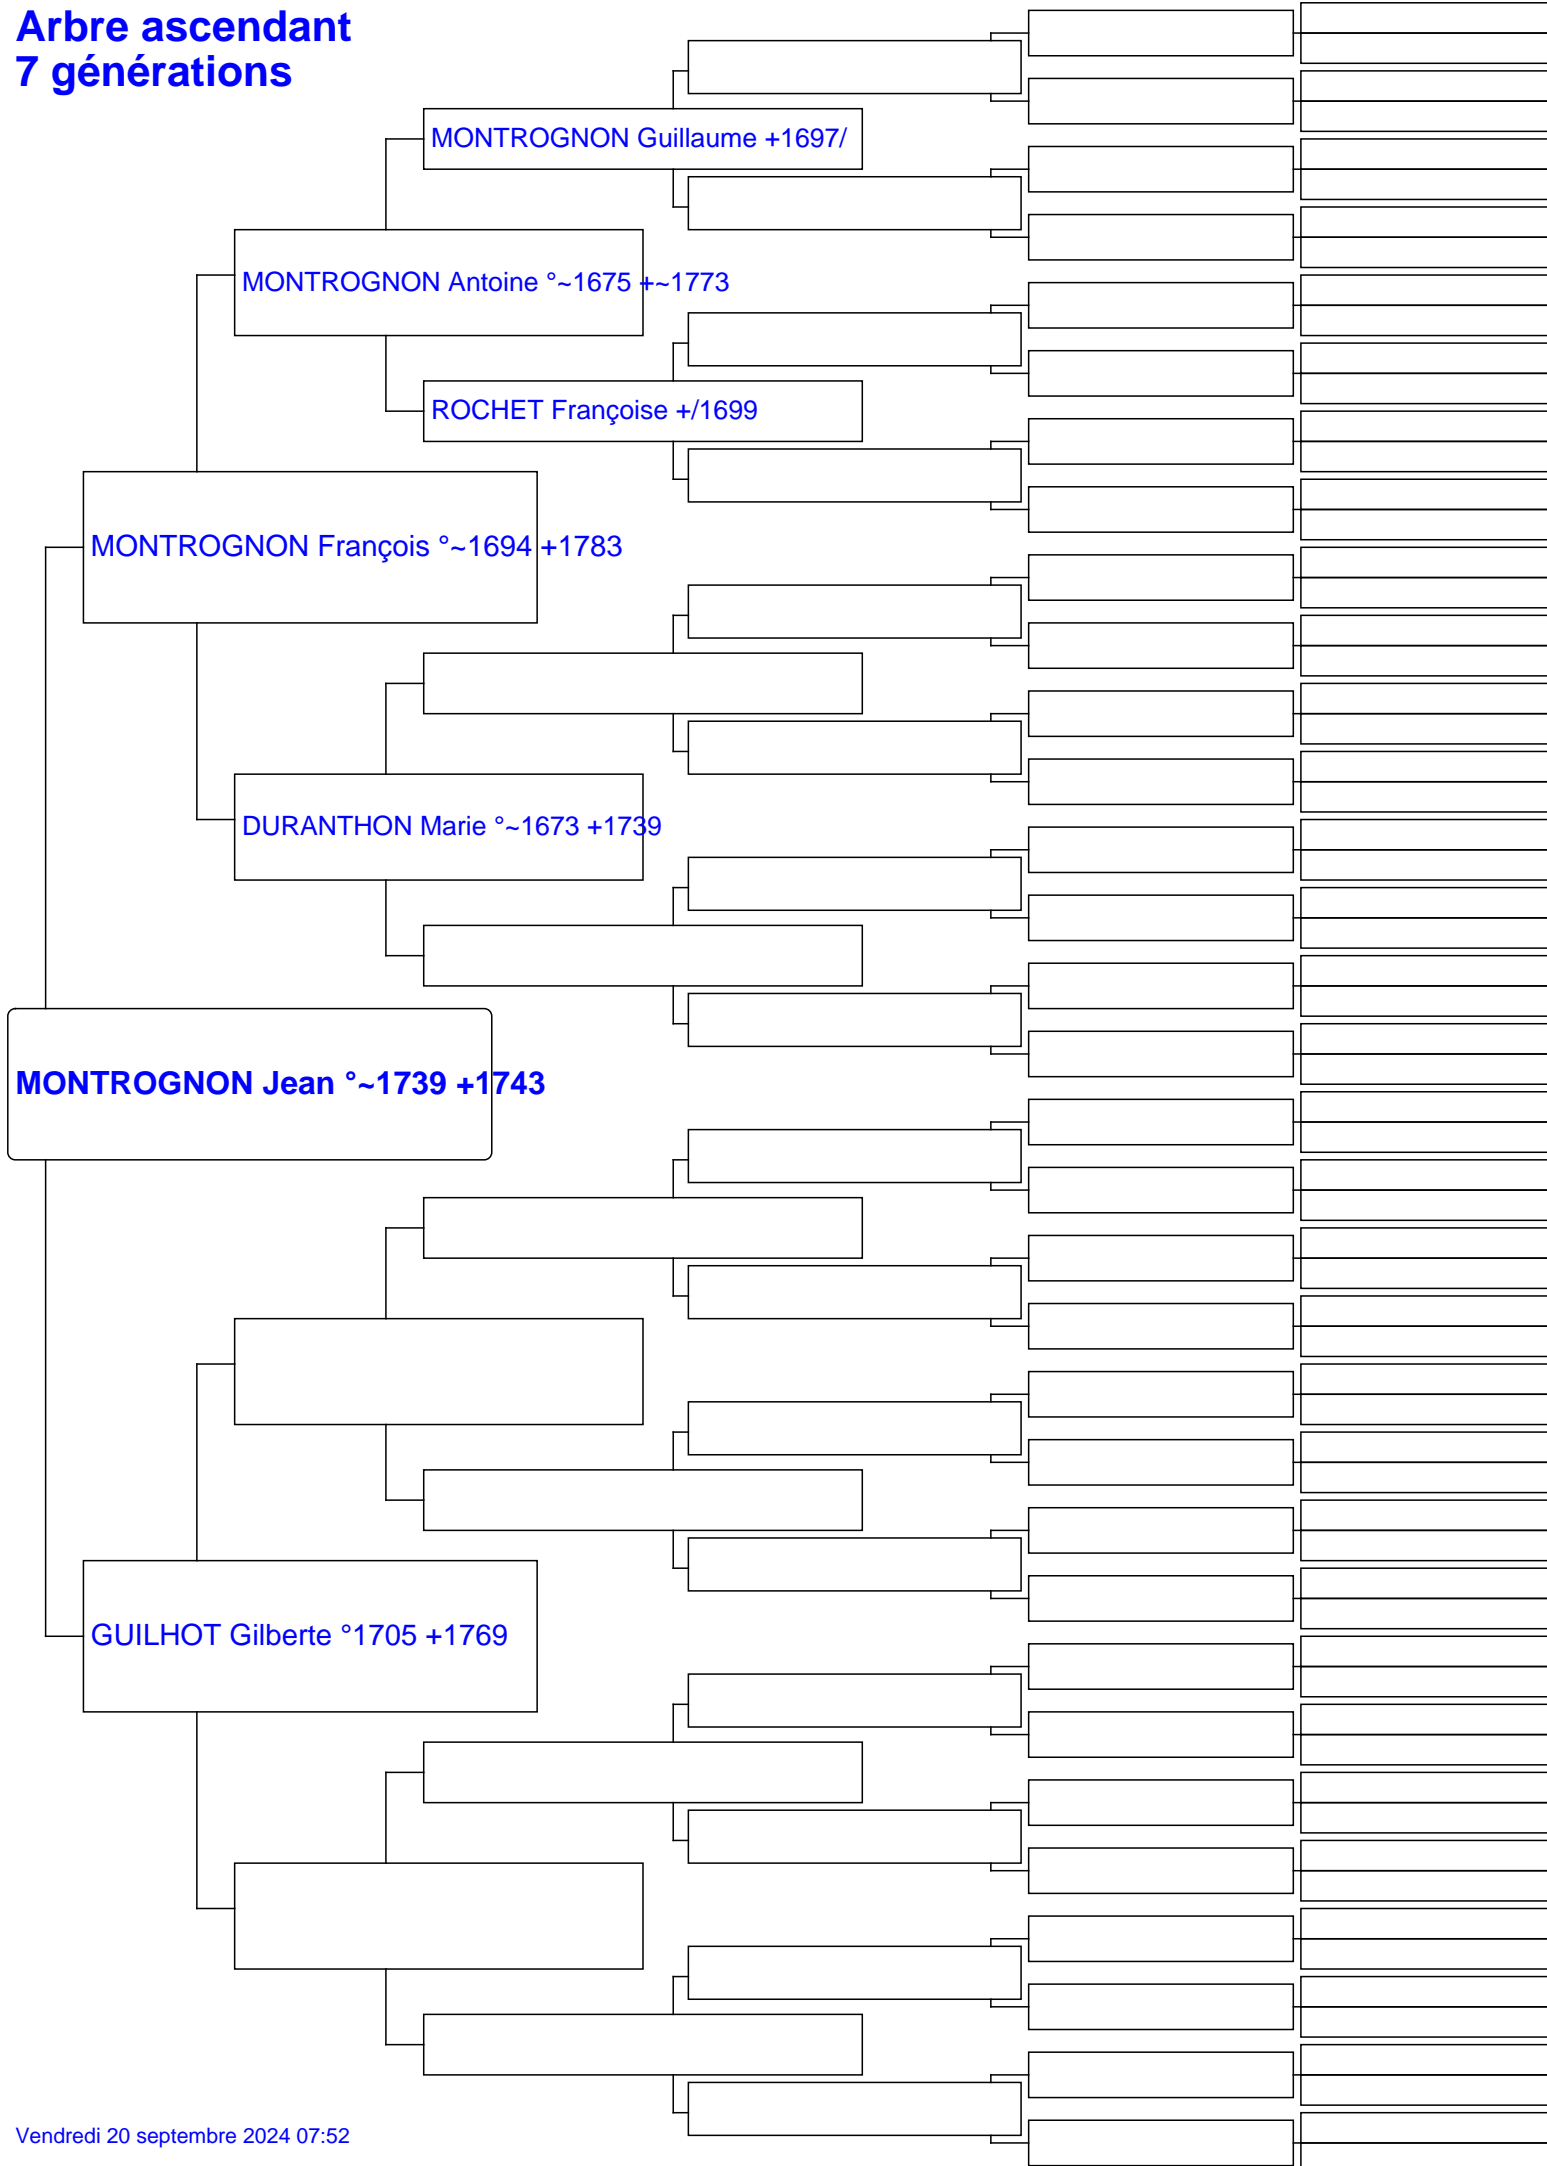 Arbre ascendant
7 générations
MONTROGNON Guillaume +1697/
MONTROGNON Antoine °~1675 +~1773
ROCHET Françoise +/1699
MONTROGNON François °~1694 +1783
DURANTHON Marie °~1673 +1739
MONTROGNON Jean °~1739 +1743
GUILHOT Gilberte °1705 +1769
Vendredi 20 septembre 2024 07:52